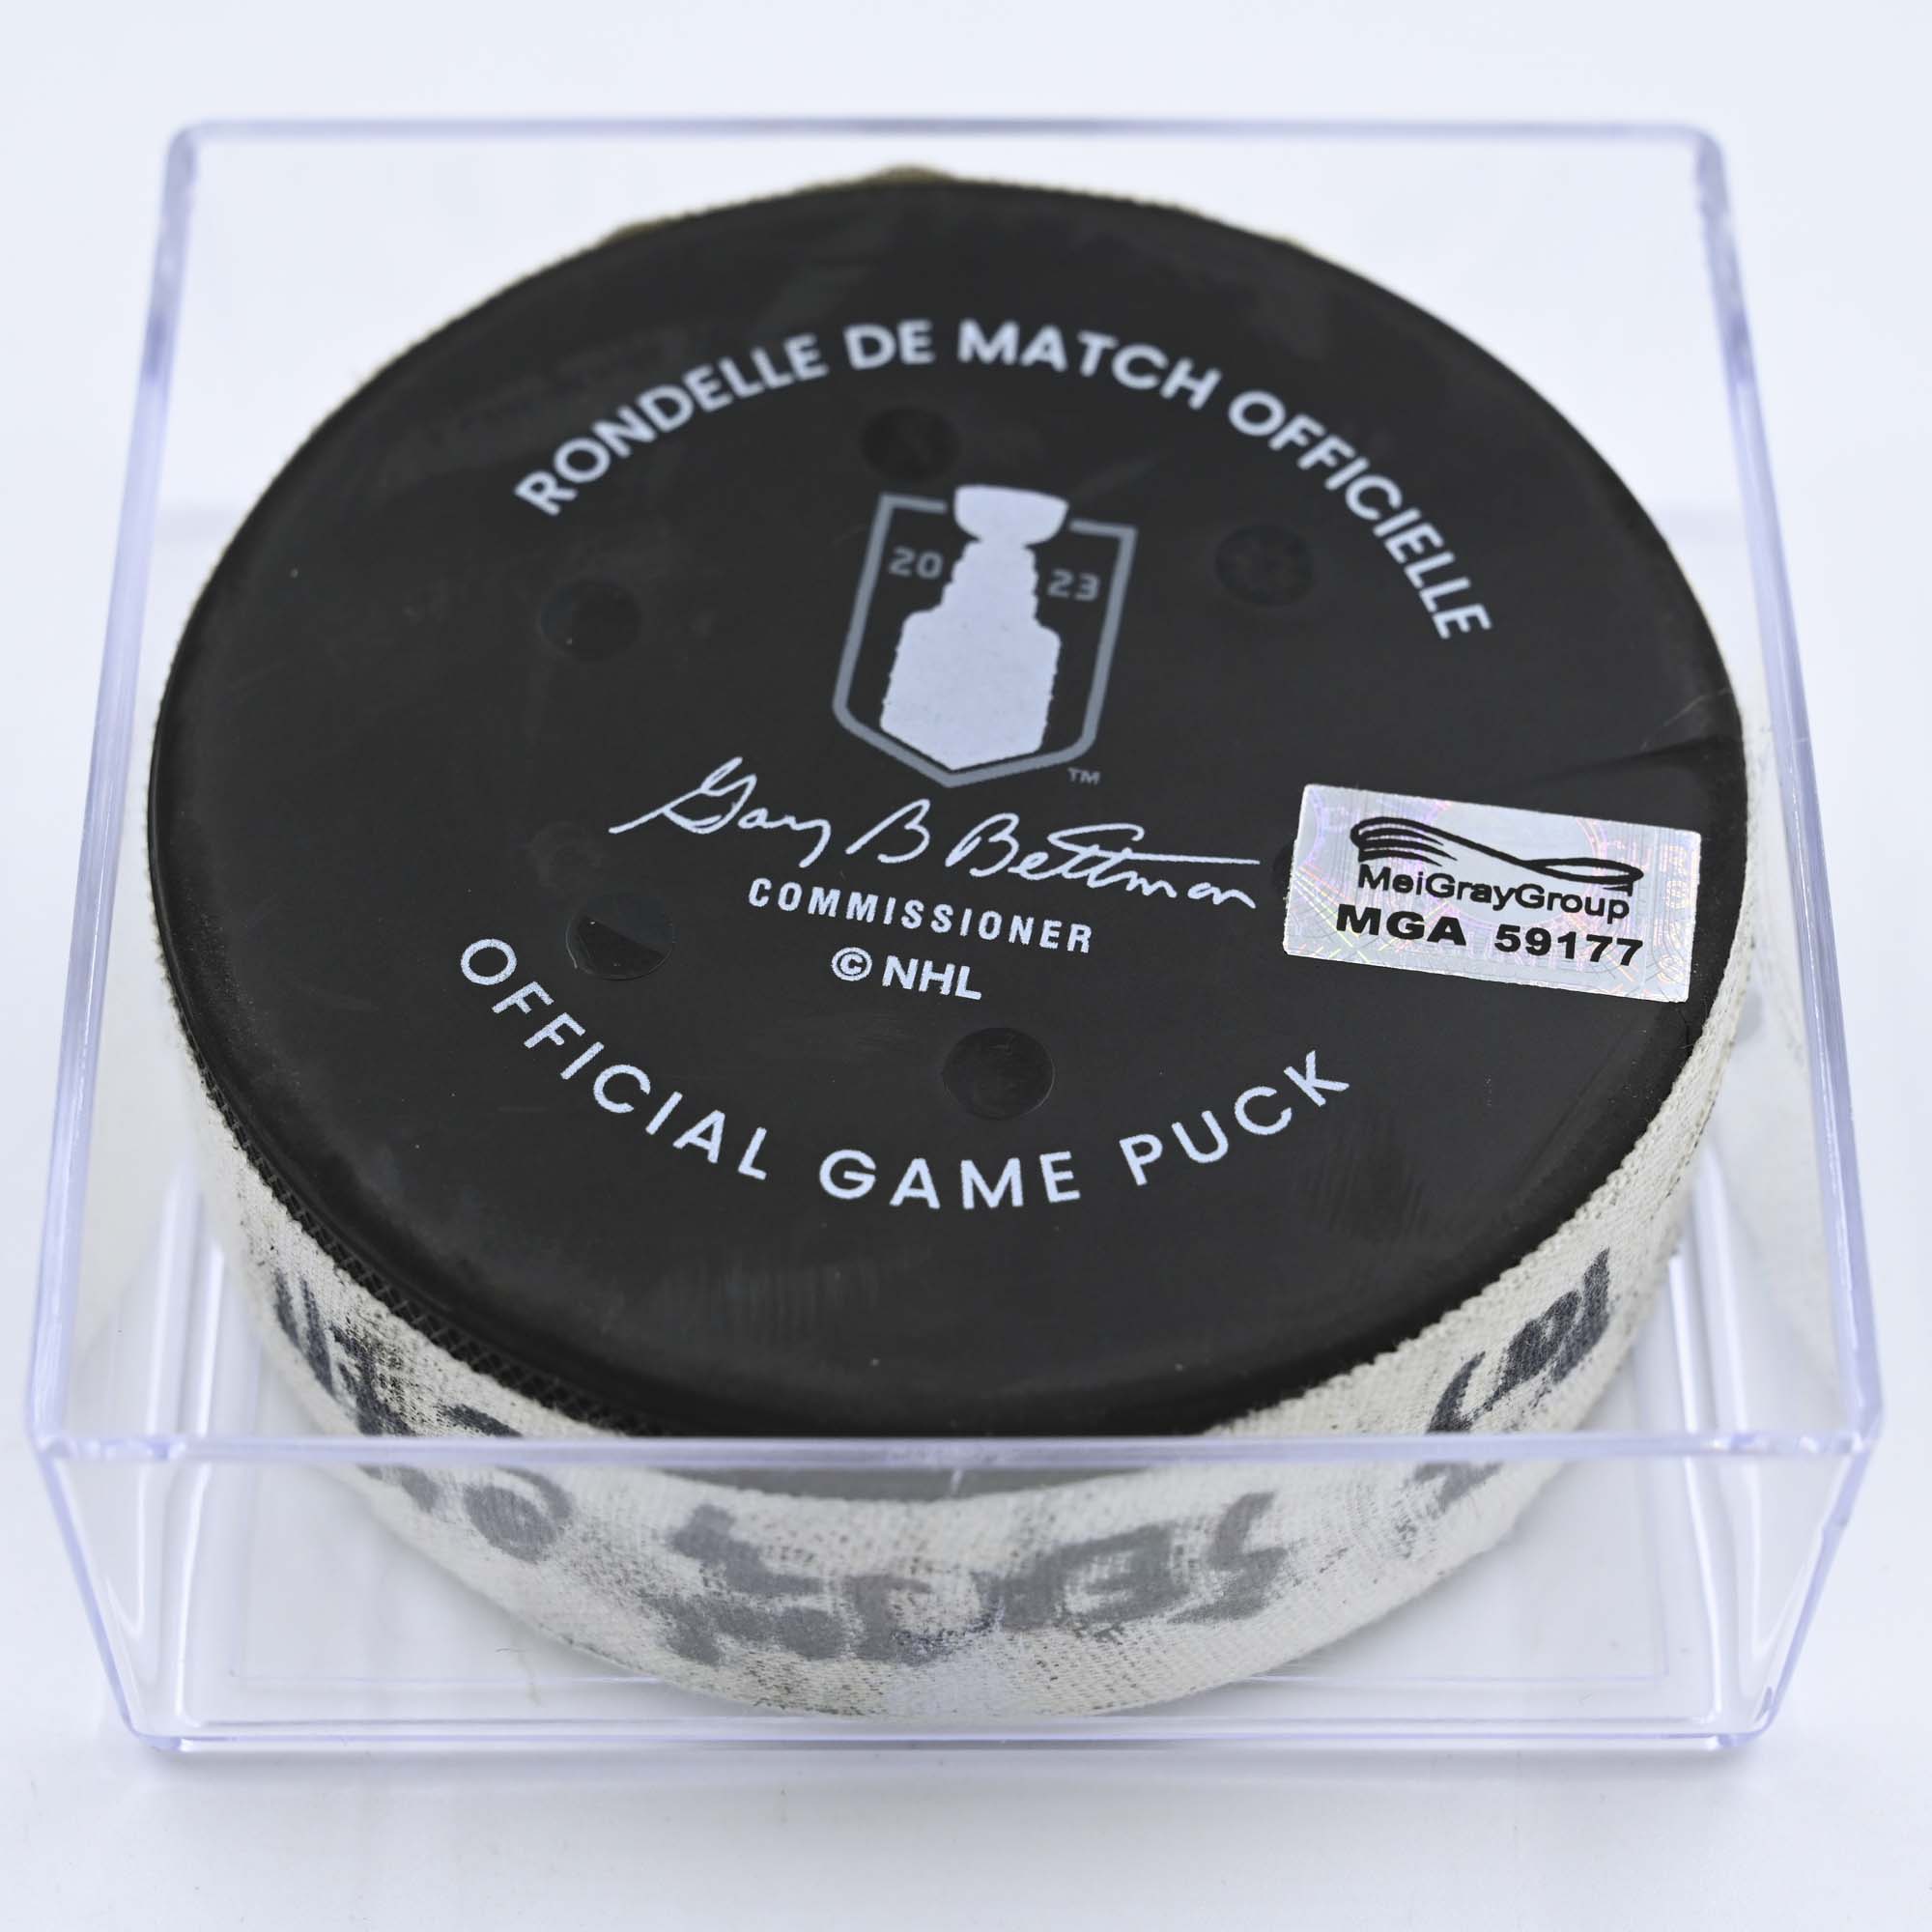 RONDELLE DE MATCH OFFICIELLE
20 23
TM
Gary B Bettman
COMMISSIONER
© NHL
OFFICIAL GAME PUCK
MeiGrayGroup
MGA 59177